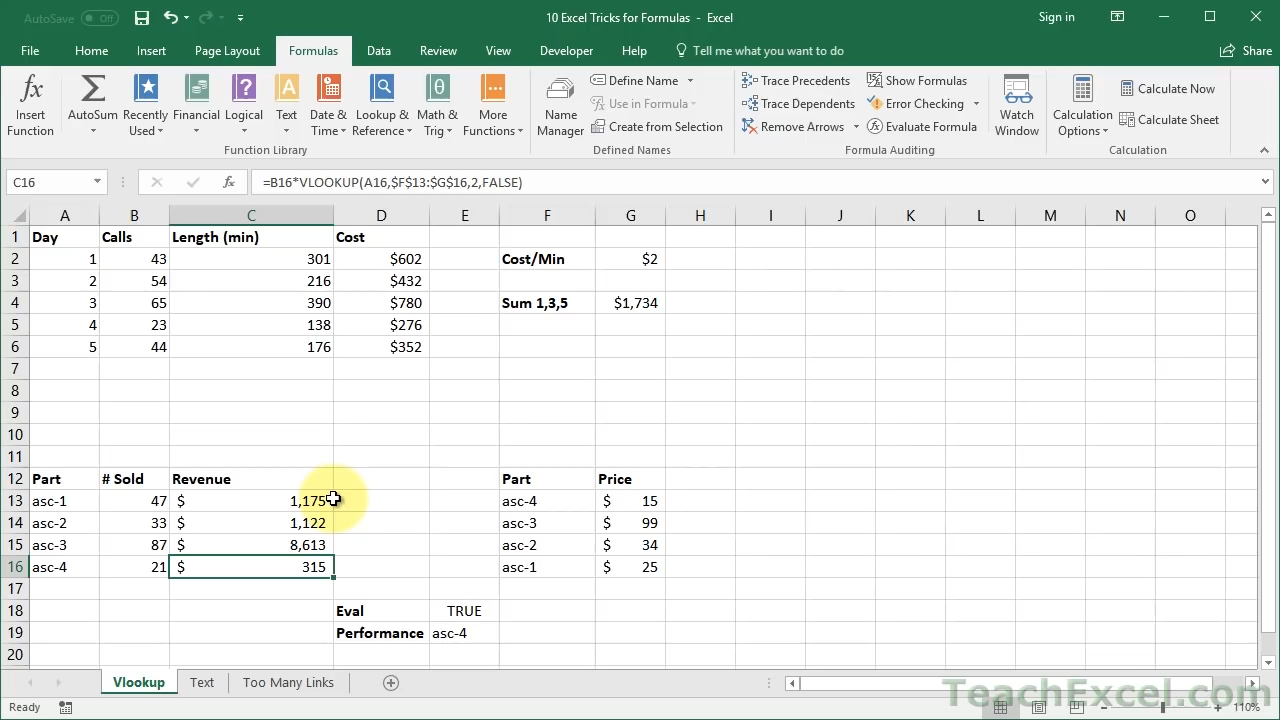 AutoSave Off
10 Excel Tricks for Formulas - Excel
Sign in
File Home Insert Page Layout Formulas Data Review View Developer Help Tell me what you want to do Share
Insert Function
AutoSum
Recently Used
Financial
Logical
Text
Date & Time
Lookup & Reference
Math & Trig
More Functions
Function Library
Name Manager
Define Name
Use in Formula
Create from Selection
Defined Names
Trace Precedents
Trace Dependents
Remove Arrows
Show Formulas
Error Checking
Evaluate Formula
Formula Auditing
Watch Window
Calculation Options
Calculate Now
Calculate Sheet
Calculation
C16 fx =B16*VLOOKUP(A16,$F$13:$G$16,2,FALSE)
A B C D E F G H I J K L M N O
1 Day Calls Length (min) Cost
2 1 43 301 $602 Cost/Min $2
3 2 54 216 $432
4 3 65 390 $780 Sum 1,3,5 $1,734
5 4 23 138 $276
6 5 44 176 $352
7
8
9
10
11
12 Part # Sold Revenue Part Price
13 asc-1 47 $ 1,175 asc-4 $ 15
14 asc-2 33 $ 1,122 asc-3 $ 99
15 asc-3 87 $ 8,613 asc-2 $ 34
16 asc-4 21 $ 315 asc-1 $ 25
17
18 Eval TRUE
19 Performance asc-4
20
Vlookup Text Too Many Links
TeachExcel.com
Ready 110%